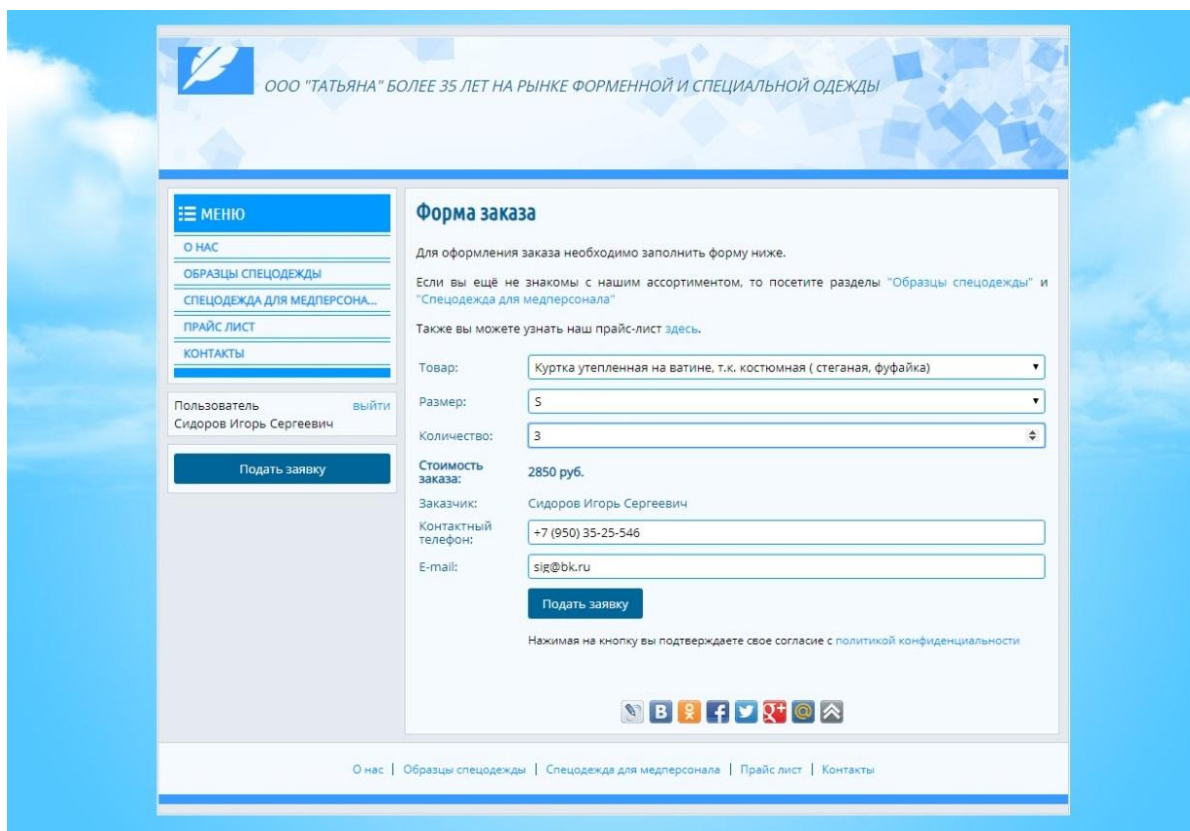 ООО "ТАТЬЯНА" БОЛЕЕ 35 ЛЕТ НА РЫНКЕ ФОРМЕННОЙ И СПЕЦИАЛЬНОЙ ОДЕЖДЫ
МЕНЮ
О НАС
ОБРАЗЦЫ СПЕЦОДЕЖДЫ
СПЕЦОДЕЖДА ДЛЯ МЕДПЕРСОНА...
ПРАЙС ЛИСТ
КОНТАКТЫ
Пользователь выйти
Сидоров Игорь Сергеевич
Подать заявку
Форма заказа
Для оформления заказа необходимо заполнить форму ниже.
Если вы ещё не знакомы с нашим ассортиментом, то посетите разделы "Образцы спецодежды" и
"Спецодежда для медперсонала"
Также вы можете узнать наш прайс-лист здесь.
Товар: Куртка утепленная на ватине, т.к. костюмная ( стеганая, фуфайка)
Размер: S
Количество: 3
Стоимость
заказа: 2850 руб.
Заказчик: Сидоров Игорь Сергеевич
Контактный
телефон: +7 (950) 35-25-546
E-mail: sig@bk.ru
Подать заявку
Нажимая на кнопку вы подтверждаете свое согласие с политикой конфиденциальности
О нас | Образцы спецодежды | Спецодежда для медперсонала | Прайс лист | Контакты